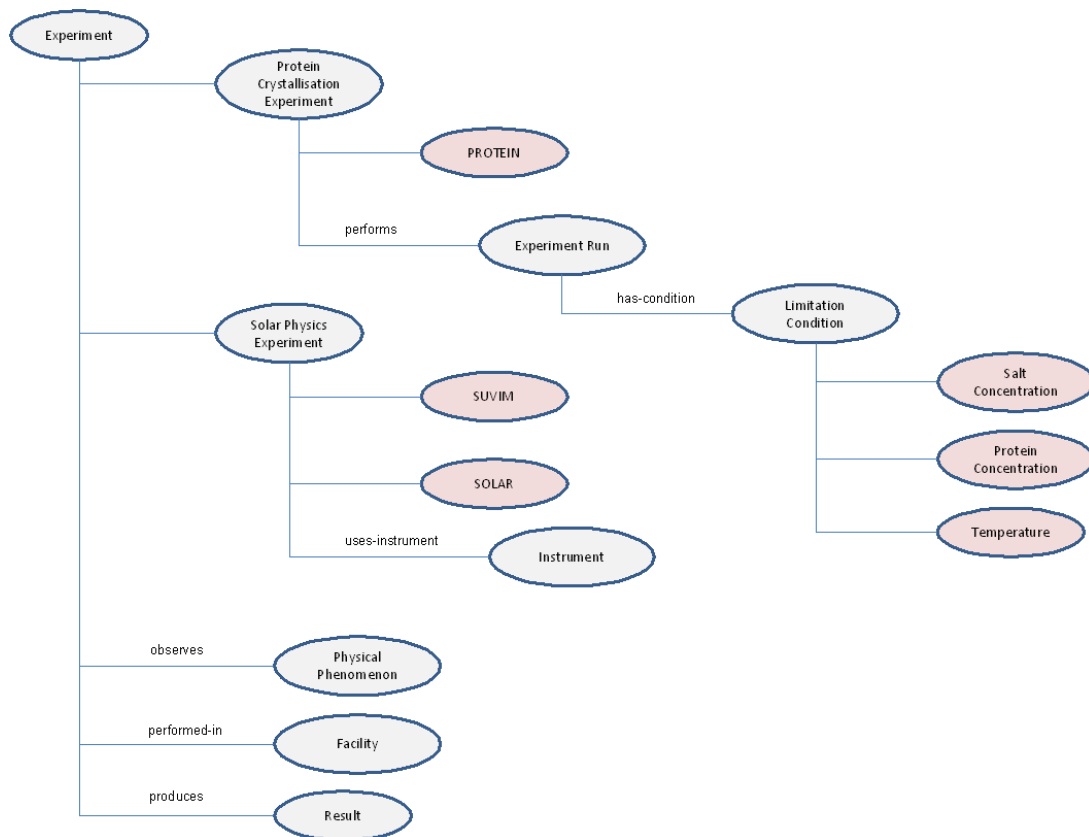 Experiment
Protein
Crystallisation
Experiment
PROTEIN
performs
Experiment Run
has-condition
Limitation
Condition
Solar Physics
Experiment
Salt
Concentration
SUVIM
Protein
Concentration
SOLAR
Temperature
uses-instrument
Instrument
observes
Physical
Phenomenon
performed-in
Facility
produces
Result